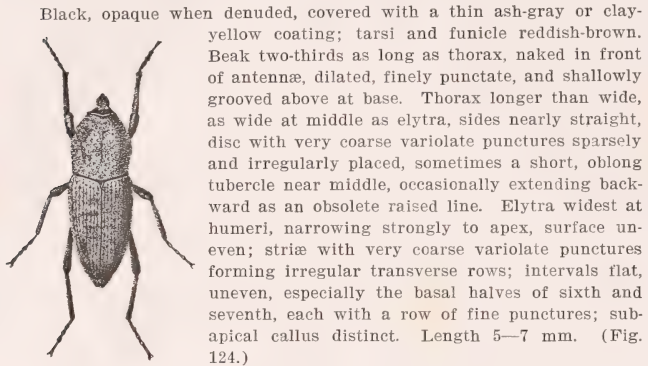 Black, opaque when denuded, covered with a thin ash-gray or clay-
yellow coating; tarsi and funicle reddish-brown.
Beak two-thirds as long as thorax, naked in front
of antennæ, dilated, finely punctate, and shallowly
grooved above at base. Thorax longer than wide,
as wide at middle as elytra, sides nearly straight,
disc with very coarse variolate punctures sparsely
and irregularly placed, sometimes a short, oblong
tubercle near middle, occasionally extending back-
ward as an obsolete raised line. Elytra widest at
humeri, narrowing strongly to apex, surface un-
even; striæ with very coarse variolate punctures
forming irregular transverse rows; intervals flat,
uneven, especially the basal halves of sixth and
seventh, each with a row of fine punctures; sub-
apical callus distinct. Length 5—7 mm. (Fig.
124.)